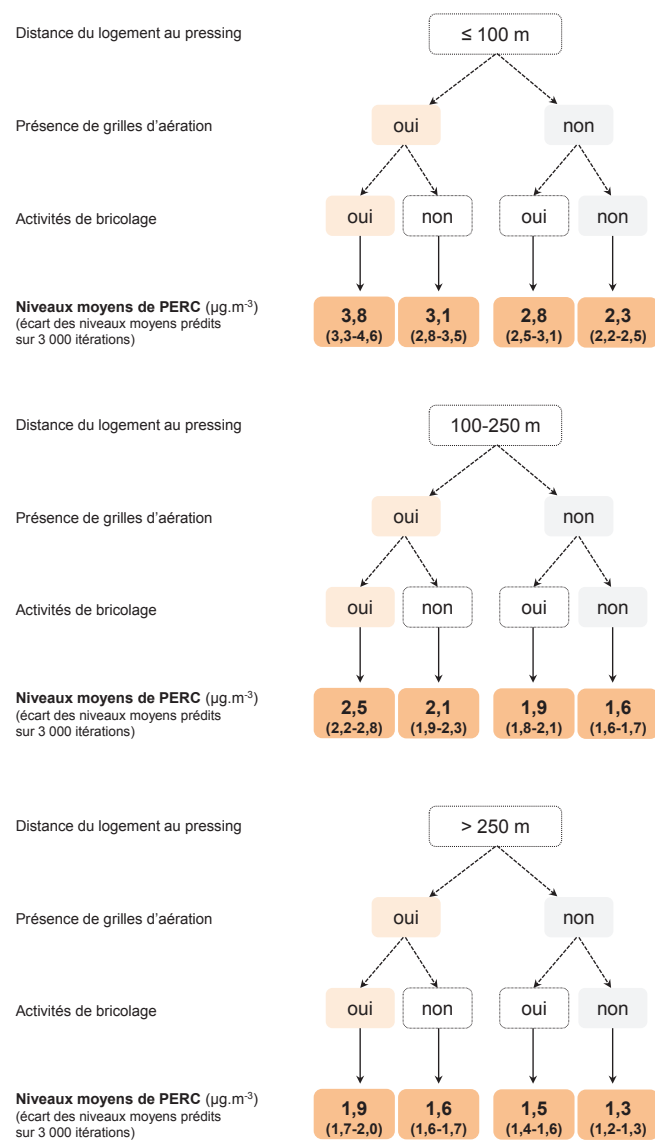 Distance du logement au pressing
≤ 100 m
Présence de grilles d'aération
oui
non
Activités de bricolage
oui
non
oui
non
Niveaux moyens de PERC (µg.m⁻³)
(écart des niveaux moyens prédits
sur 3 000 itérations)
3,8
(3,3-4,6)
3,1
(2,8-3,5)
2,8
(2,5-3,1)
2,3
(2,2-2,5)
Distance du logement au pressing
100-250 m
Présence de grilles d'aération
oui
non
Activités de bricolage
oui
non
oui
non
Niveaux moyens de PERC (µg.m⁻³)
(écart des niveaux moyens prédits
sur 3 000 itérations)
2,5
(2,2-2,8)
2,1
(1,9-2,3)
1,9
(1,8-2,1)
1,6
(1,6-1,7)
Distance du logement au pressing
> 250 m
Présence de grilles d'aération
oui
non
Activités de bricolage
oui
non
oui
non
Niveaux moyens de PERC (µg.m⁻³)
(écart des niveaux moyens prédits
sur 3 000 itérations)
1,9
(1,7-2,0)
1,6
(1,6-1,7)
1,5
(1,4-1,6)
1,3
(1,2-1,3)